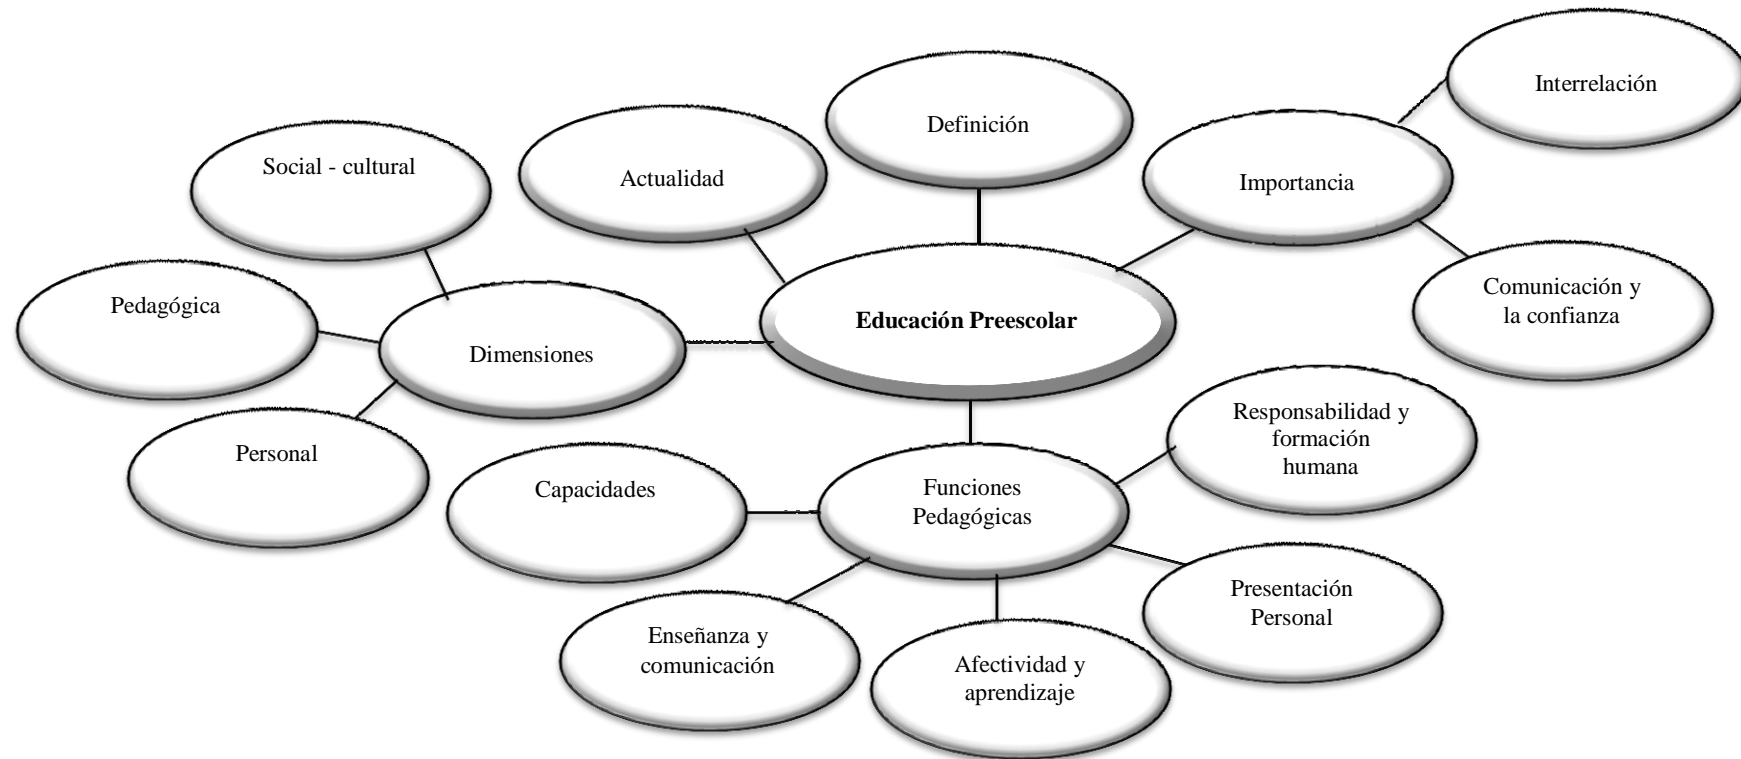 Interrelación
Definición
Social - cultural
Actualidad
Importancia
Comunicación y
la confianza
Pedagógica
Educación Preescolar
Dimensiones
Responsabilidad y
formación
humana
Personal
Capacidades
Funciones
Pedagógicas
Presentación
Personal
Enseñanza y
comunicación
Afectividad y
aprendizaje